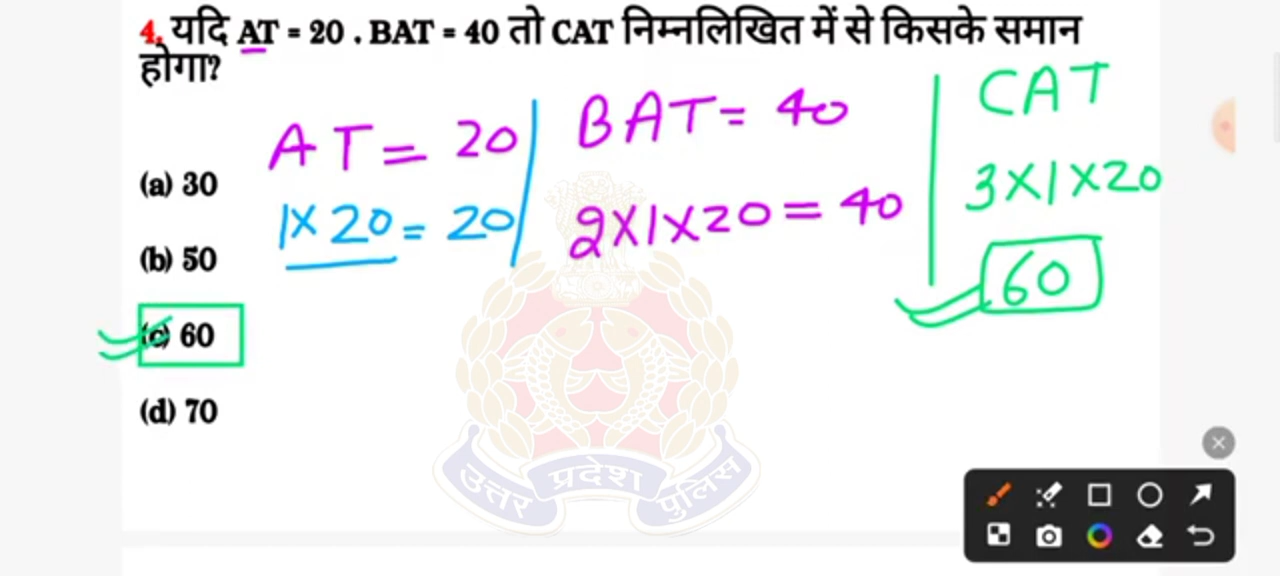 4. यदि AT = 20 . BAT = 40 तो CAT निम्नलिखित में से किसके समान
होगा?
(a) 30
(b) 50
(c) 60
(d) 70
AT = 20
1×20 = 20
BAT = 40
2×1×20 = 40
CAT
3×1×20
60
उत्तर प्रदेश पुलिस